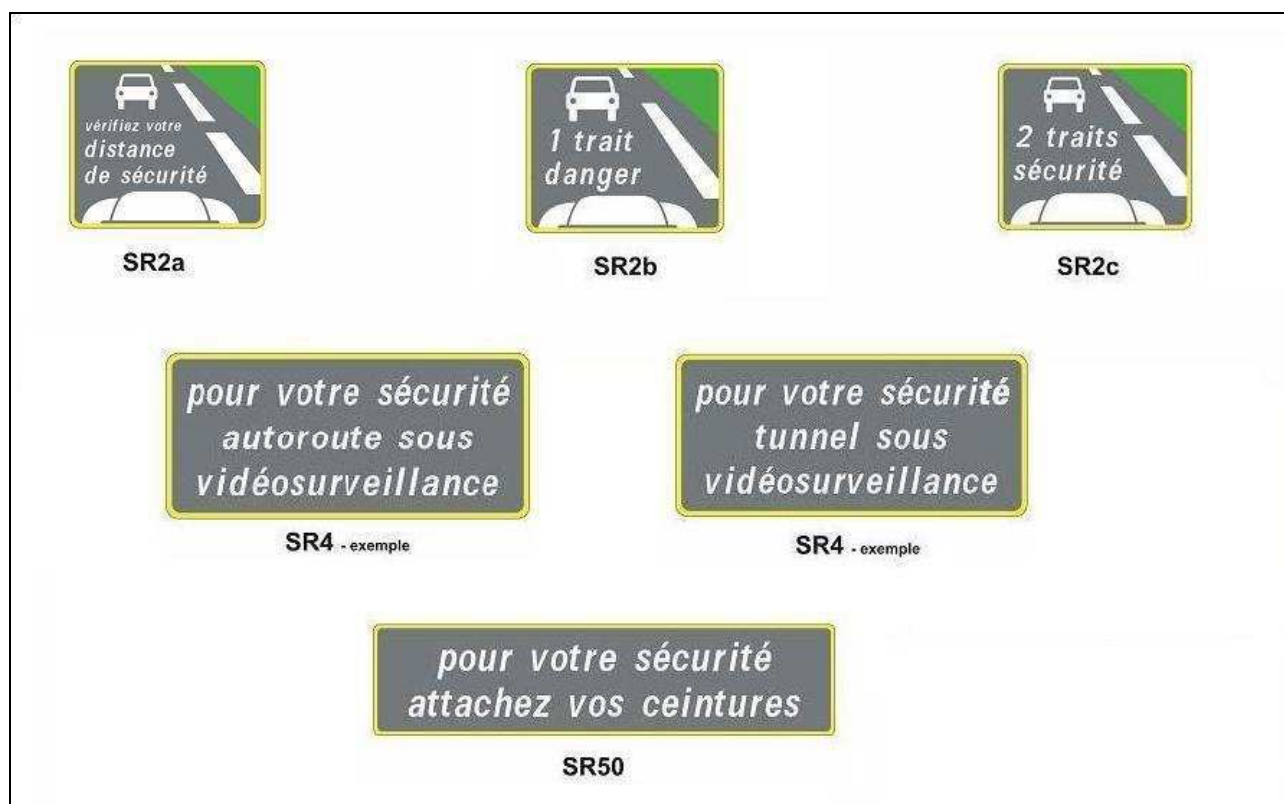 vérifiez votre
distance
de sécurité
SR2a
1 trait
danger
SR2b
2 traits
sécurité
SR2c
pour votre sécurité
autoroute sous
vidéosurveillance
SR4 - exemple
pour votre sécurité
tunnel sous
vidéosurveillance
SR4 - exemple
pour votre sécurité
attachez vos ceintures
SR50